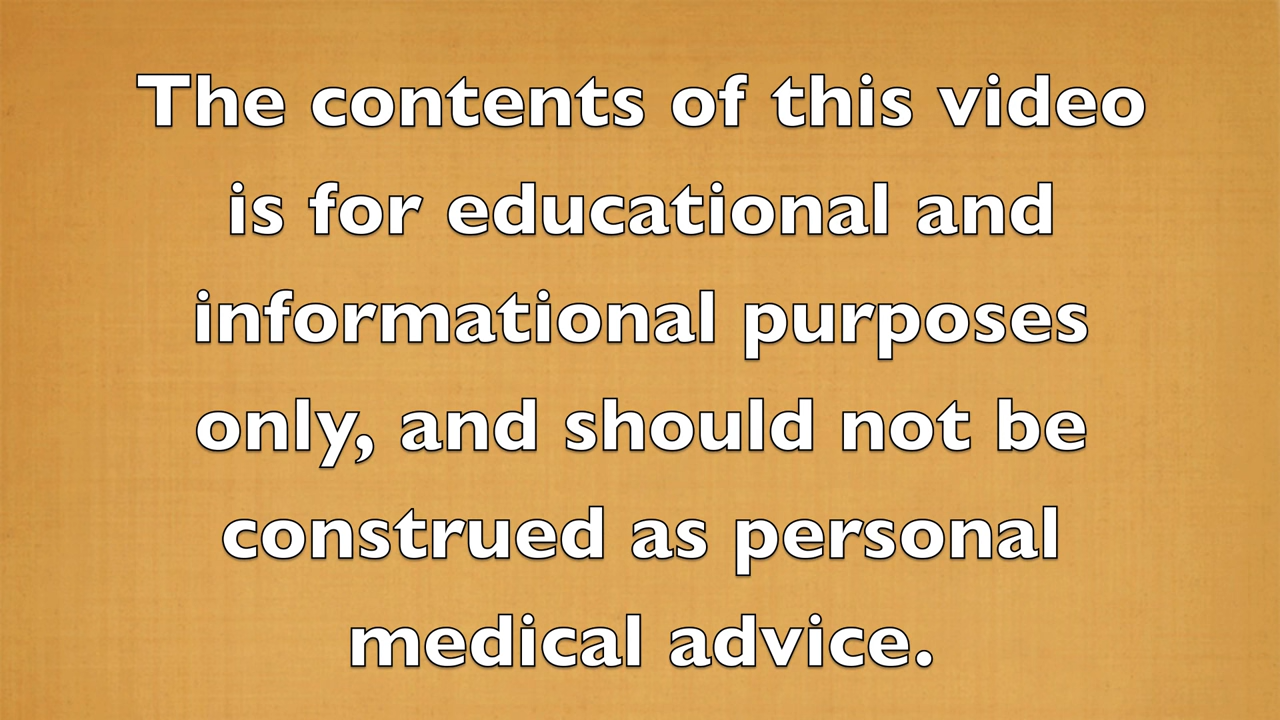 The contents of this video
is for educational and
informational purposes
only, and should not be
construed as personal
medical advice.